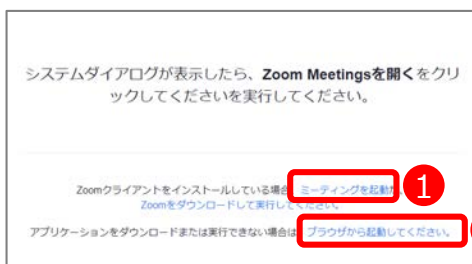 システムダイアログが表示したら、Zoom Meetingsを開くをクリ
ックしてくださいを実行してください。
Zoomクライアントをインストールしている場合 ミーティングを起動
1
Zoomをダウンロードして実行してください。
アプリケーションをダウンロードまたは実行できない場合は ブラウザから起動してください。